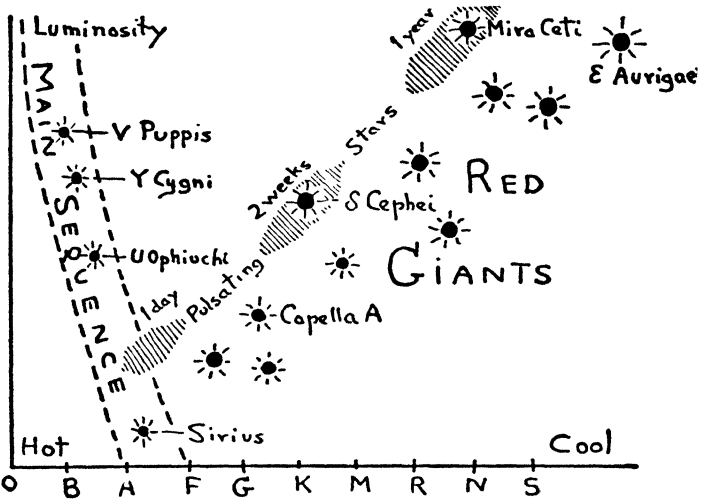 Luminosity
1 year
Mira Ceti
ε Aurigae
MAIN SEQUENCE
V Puppis
Y Cygni
U Ophiuchi
Sirius
1 day
Pulsating Stars
2 weeks
δ Cephei
Capella A
RED
GIANTS
Hot
Cool
O B A F G K M R N S